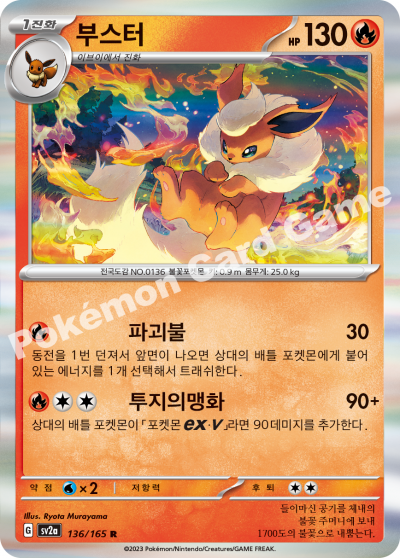 1진화 부스터 HP 130
이브이에서 진화
전국도감 NO.0136 불꽃포켓몬 키: 0.9 m 몸무게: 25.0 kg
Pokémon Card Game
파괴불 30
동전을 1번 던져서 앞면이 나오면 상대의 배틀 포켓몬에게 붙어
있는 에너지를 1개 선택해서 트래쉬한다.
투지의맹화 90+
상대의 배틀 포켓몬이 「포켓몬 ex・V」라면 90데미지를 추가한다.
약점 ×2 저항력 후퇴
Illus. Ryota Murayama
G sv2a 136/165 R
들이마신 공기를 체내의
불꽃 주머니에 보내
1700도의 불꽃으로 내뿜는다.
©2023 Pokémon/Nintendo/Creatures/GAME FREAK.